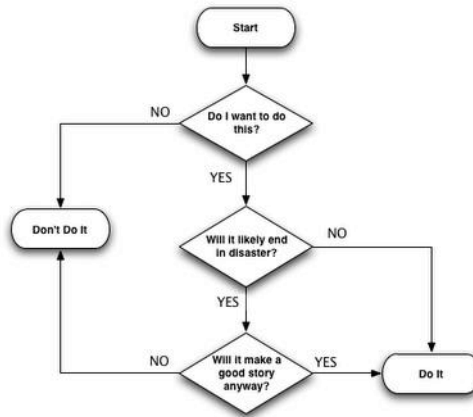 Start
Do I want to do
this?
NO
YES
Don't Do It
Will it likely end
in disaster?
NO
YES
Will it make a
good story
anyway?
NO
YES
Do It